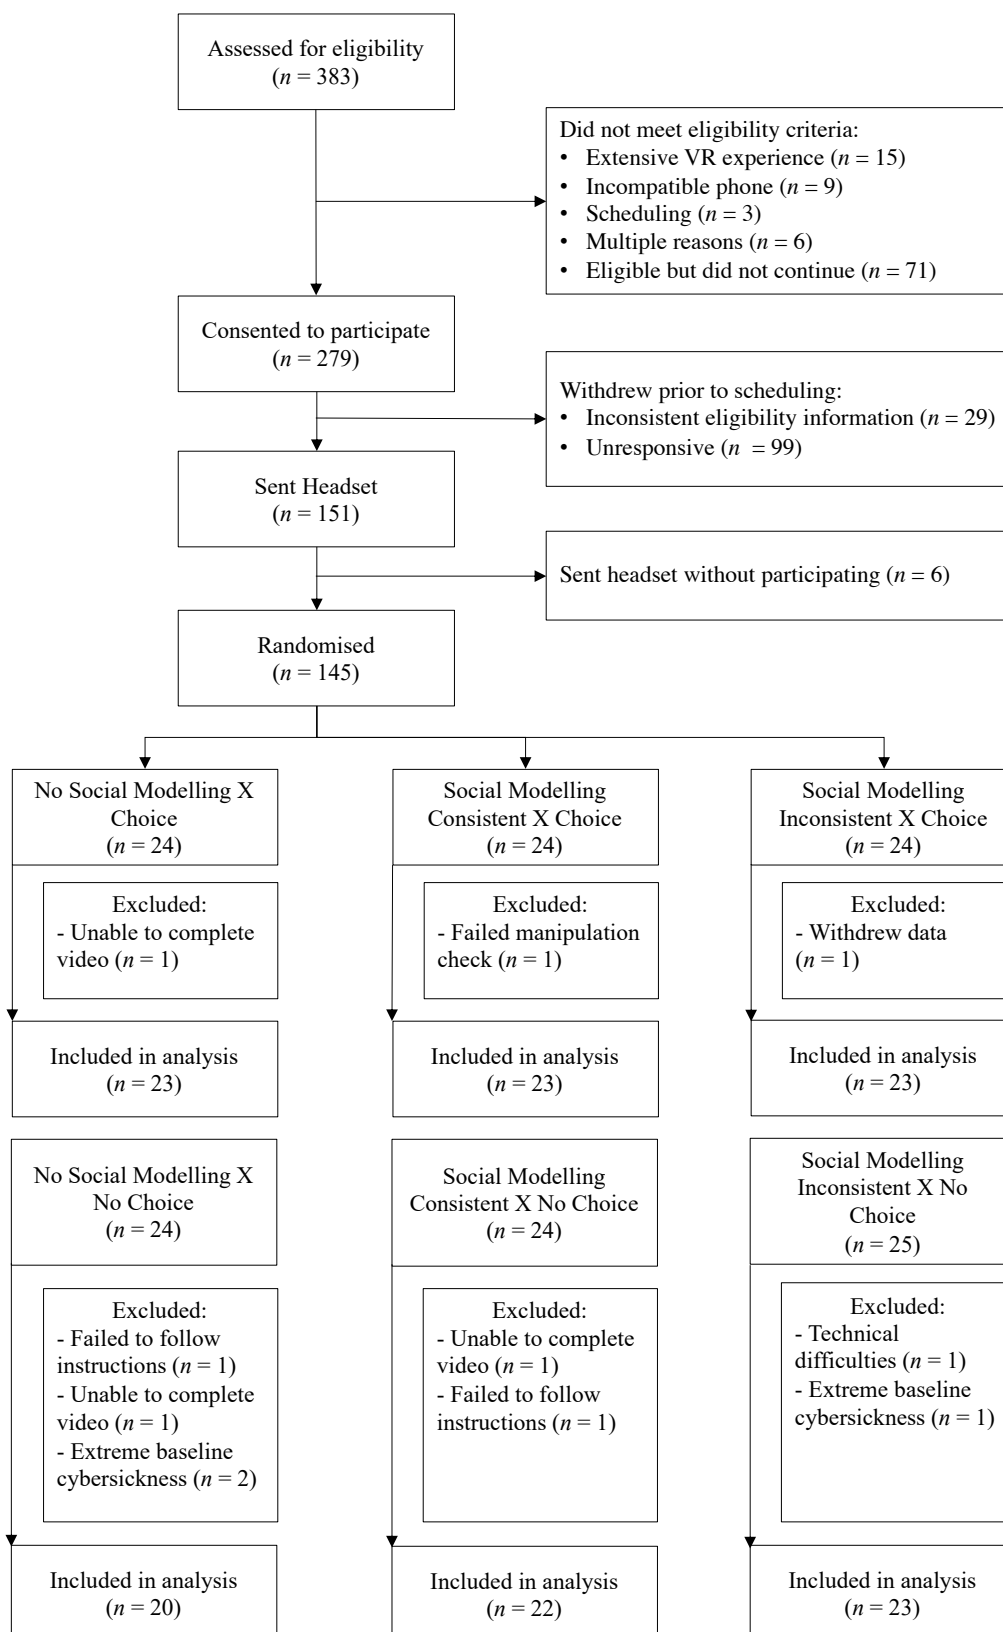 Assessed for eligibility
(n = 383)
Did not meet eligibility criteria:
• Extensive VR experience (n = 15)
• Incompatible phone (n = 9)
• Scheduling (n = 3)
• Multiple reasons (n = 6)
• Eligible but did not continue (n = 71)
Consented to participate
(n = 279)
Withdrew prior to scheduling:
• Inconsistent eligibility information (n = 29)
• Unresponsive (n  = 99)
Sent Headset
(n = 151)
Sent headset without participating (n = 6)
Randomised
(n = 145)
No Social Modelling X
Choice
(n = 24)
Social Modelling
Consistent X Choice
(n = 24)
Social Modelling
Inconsistent X Choice
(n = 24)
Excluded:
- Unable to complete
video (n = 1)
Excluded:
- Failed manipulation
check (n = 1)
Excluded:
- Withdrew data
(n = 1)
Included in analysis
(n = 23)
Included in analysis
(n = 23)
Included in analysis
(n = 23)
No Social Modelling X
No Choice
(n = 24)
Social Modelling
Consistent X No Choice
(n = 24)
Social Modelling
Inconsistent X No
Choice
(n = 25)
Excluded:
- Failed to follow
instructions (n = 1)
- Unable to complete
video (n = 1)
- Extreme baseline
cybersickness (n = 2)
Excluded:
- Unable to complete
video (n = 1)
- Failed to follow
instructions (n = 1)
Excluded:
- Technical
difficulties (n = 1)
- Extreme baseline
cybersickness (n = 1)
Included in analysis
(n = 20)
Included in analysis
(n = 22)
Included in analysis
(n = 23)